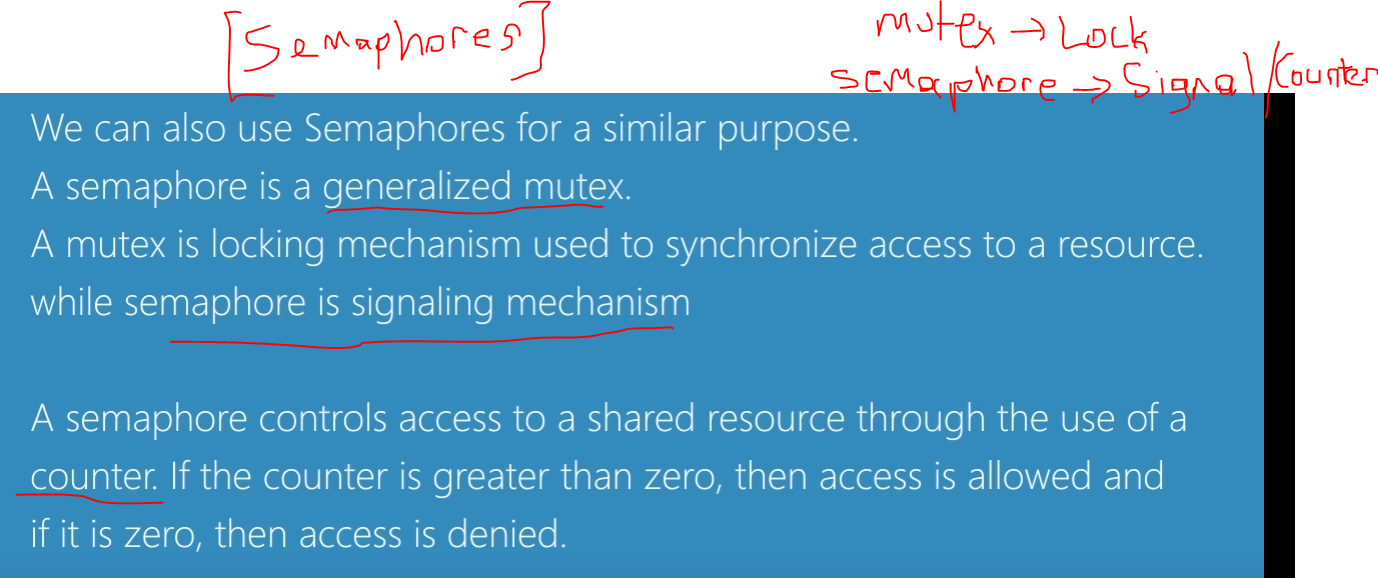 [Semaphores]
mutex → Lock
semaphore → Signal/Counter
We can also use Semaphores for a similar purpose.
A semaphore is a generalized mutex.
A mutex is locking mechanism used to synchronize access to a resource.
while semaphore is signaling mechanism
A semaphore controls access to a shared resource through the use of a
counter. If the counter is greater than zero, then access is allowed and
if it is zero, then access is denied.